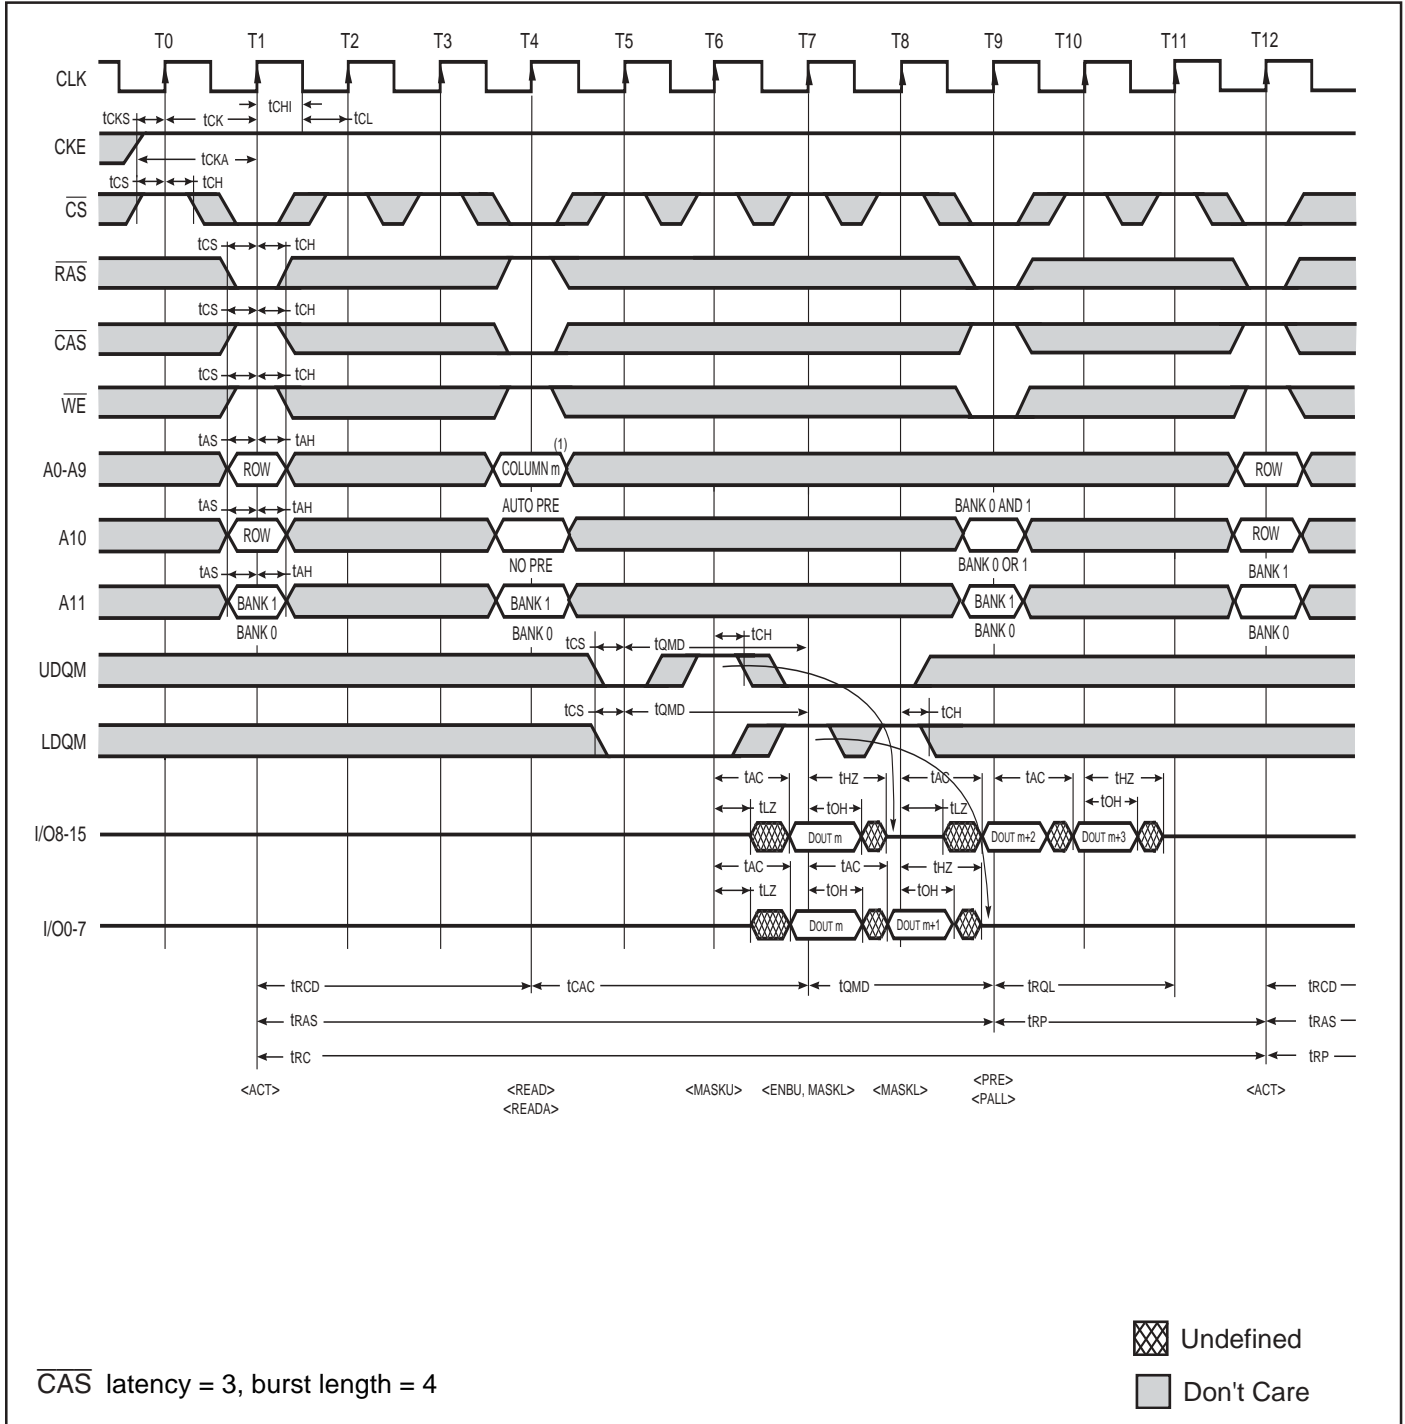 T0 T1 T2 T3 T4 T5 T6 T7 T8 T9 T10 T11 T12
CLK
tCHI
tCKS tCK tCL
CKE
tCKA
tCS tCH
CS
tCS tCH
RAS
tCS tCH
CAS
tCS tCH
WE
tAS tAH (1)
A0-A9 ROW COLUMN m ROW
tAS tAH AUTO PRE BANK 0 AND 1
A10 ROW ROW
NO PRE BANK 0 OR 1 BANK 1
tAS tAH
A11 BANK 1 BANK 1 BANK 1
BANK 0 BANK 0 BANK 0 BANK 0
tCS tQMD tCH
UDQM
tCS tQMD tCH
LDQM
tAC tHZ tAC tAC tHZ
tLZ tOH tLZ tOH
I/O8-15 DOUT m DOUT m+2 DOUT m+3
tAC tAC tHZ
tLZ tOH tOH
I/O0-7 DOUT m DOUT m+1
tRCD tCAC tQMD tRQL tRCD
tRAS tRP tRAS
tRC tRP
<ACT> <READ> <MASKU> <ENBU, MASKL> <MASKL> <PRE> <ACT>
<READA> <PALL>
Undefined
CAS latency = 3, burst length = 4
Don't Care